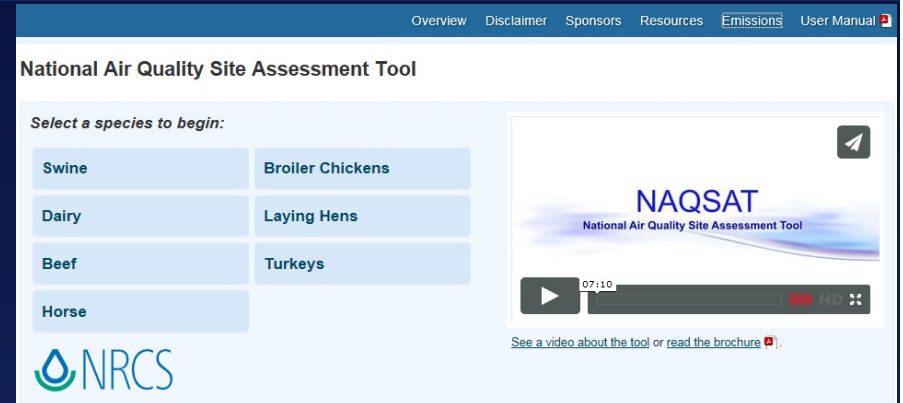 Overview Disclaimer Sponsors Resources Emissions User Manual
National Air Quality Site Assessment Tool
Select a species to begin:
Swine
Broiler Chickens
Dairy
Laying Hens
Beef
Turkeys
Horse
NRCS
NAQSAT
National Air Quality Site Assessment Tool
07:10
HD
See a video about the tool or read the brochure .